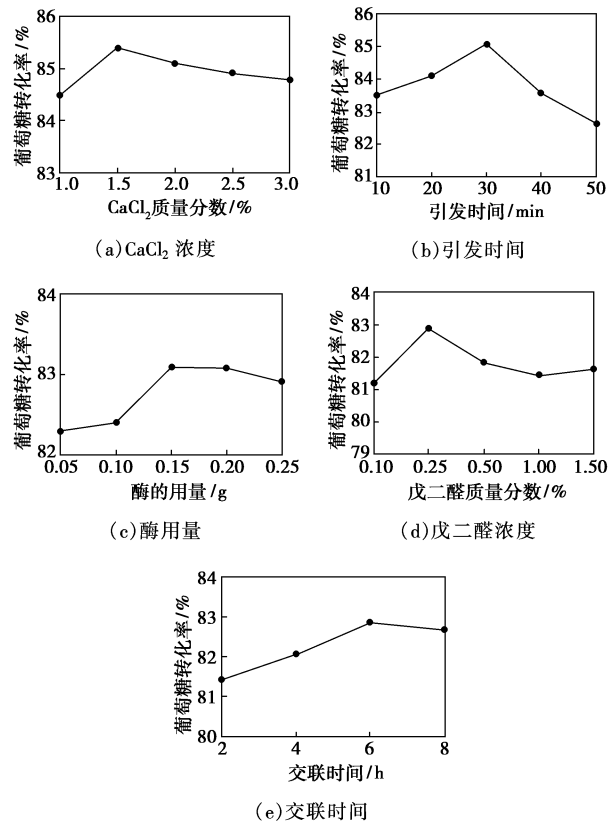 葡萄糖转化率/%
86
85
84
83
1.0 1.5 2.0 2.5 3.0
CaCl₂质量分数/%
(a)CaCl₂ 浓度
葡萄糖转化率/%
86
85
84
83
82
81
10 20 30 40 50
引发时间/min
(b)引发时间
葡萄糖转化率/%
84
83
82
0.05 0.10 0.15 0.20 0.25
酶的用量/g
(c)酶用量
葡萄糖转化率/%
84
83
82
81
80
79
0.10 0.25 0.50 1.00 1.50
戊二醛质量分数/%
(d)戊二醛浓度
葡萄糖转化率/%
84
83
82
81
80
2 4 6 8
交联时间/h
(e)交联时间